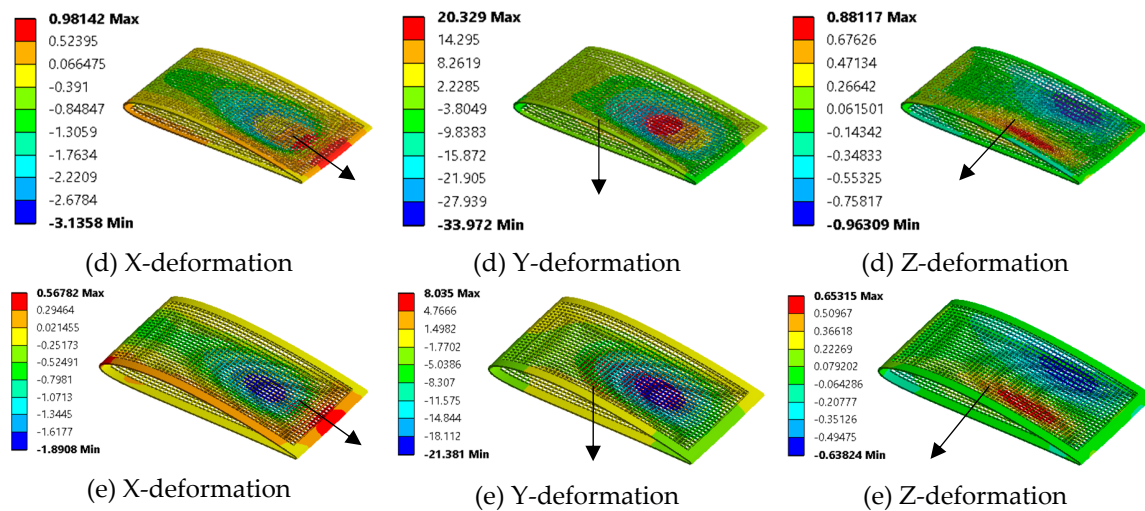 0.98142 Max
0.52395
0.066475
-0.391
-0.84847
-1.3059
-1.7634
-2.2209
-2.6784
-3.1358 Min
20.329 Max
14.295
8.2619
2.2285
-3.8049
-9.8383
-15.872
-21.905
-27.939
-33.972 Min
0.88117 Max
0.67626
0.47134
0.26642
0.061501
-0.14342
-0.34833
-0.55325
-0.75817
-0.96309 Min
(d) X-deformation
(d) Y-deformation
(d) Z-deformation
0.56782 Max
0.29464
0.021455
-0.25173
-0.52491
-0.7981
-1.0713
-1.3445
-1.6177
-1.8908 Min
8.035 Max
4.7666
1.4982
-1.7702
-5.0386
-8.307
-11.575
-14.844
-18.112
-21.381 Min
0.65315 Max
0.50967
0.36618
0.22269
0.079202
-0.064286
-0.20777
-0.35126
-0.49475
-0.63824 Min
(e) X-deformation
(e) Y-deformation
(e) Z-deformation